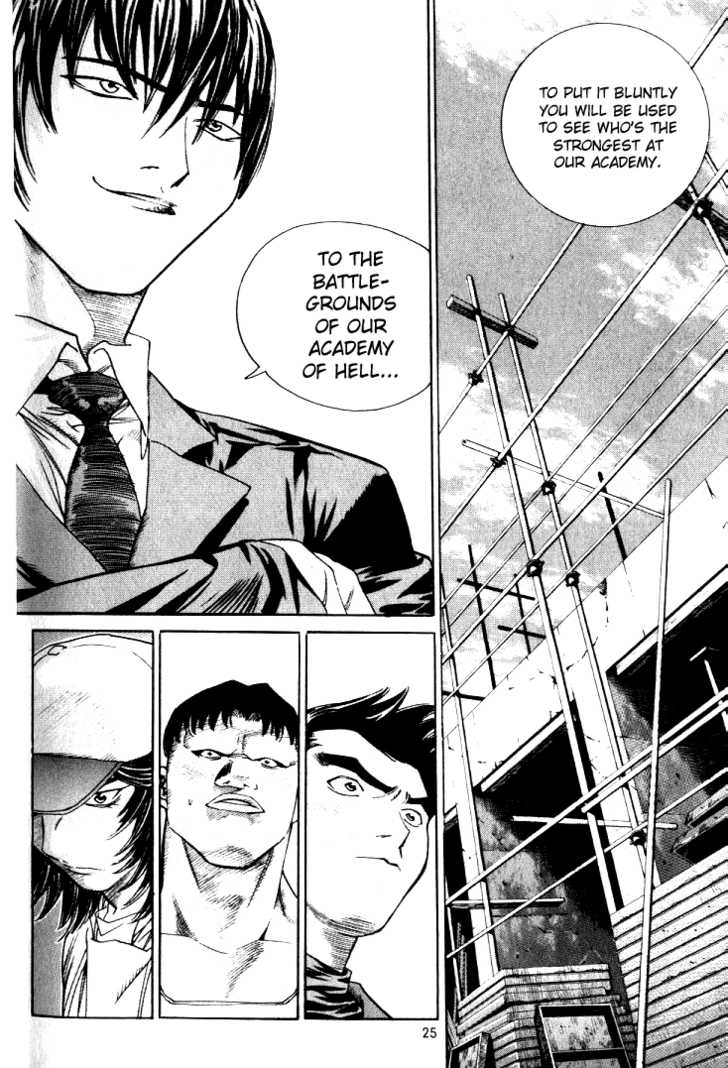 TO PUT IT BLUNTLY
YOU WILL BE USED
TO SEE WHO'S THE
STRONGEST AT
OUR ACADEMY.
TO THE
BATTLE-
GROUNDS
OF OUR
ACADEMY
OF HELL...
25